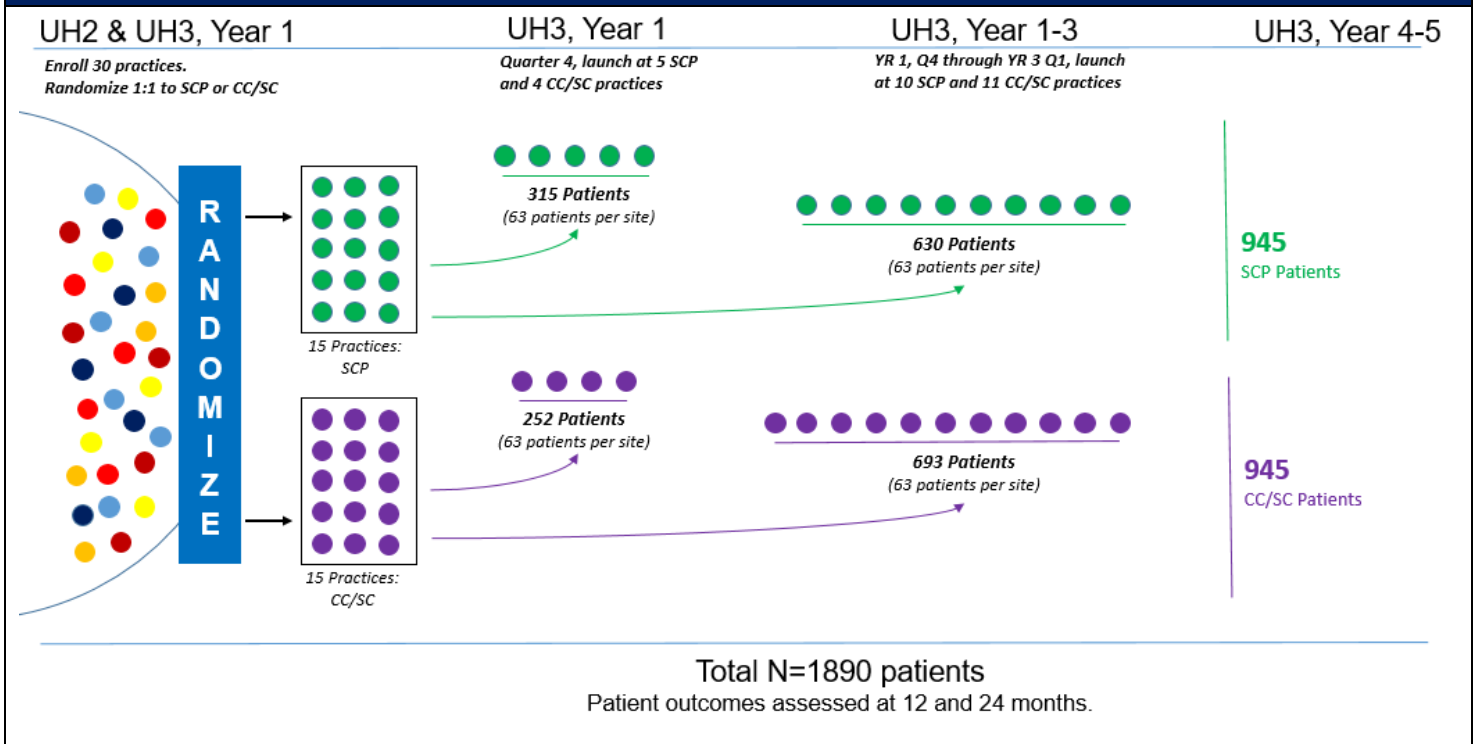 UH2 & UH3, Year 1
Enroll 30 practices.
Randomize 1:1 to SCP or CC/SC
UH3, Year 1
Quarter 4, launch at 5 SCP
and 4 CC/SC practices
UH3, Year 1-3
YR 1, Q4 through YR 3 Q1, launch
at 10 SCP and 11 CC/SC practices
UH3, Year 4-5
R
A
N
D
O
M
I
Z
E
15 Practices:
SCP
315 Patients
(63 patients per site)
630 Patients
(63 patients per site)
945
SCP Patients
15 Practices:
CC/SC
252 Patients
(63 patients per site)
693 Patients
(63 patients per site)
945
CC/SC Patients
Total N=1890 patients
Patient outcomes assessed at 12 and 24 months.